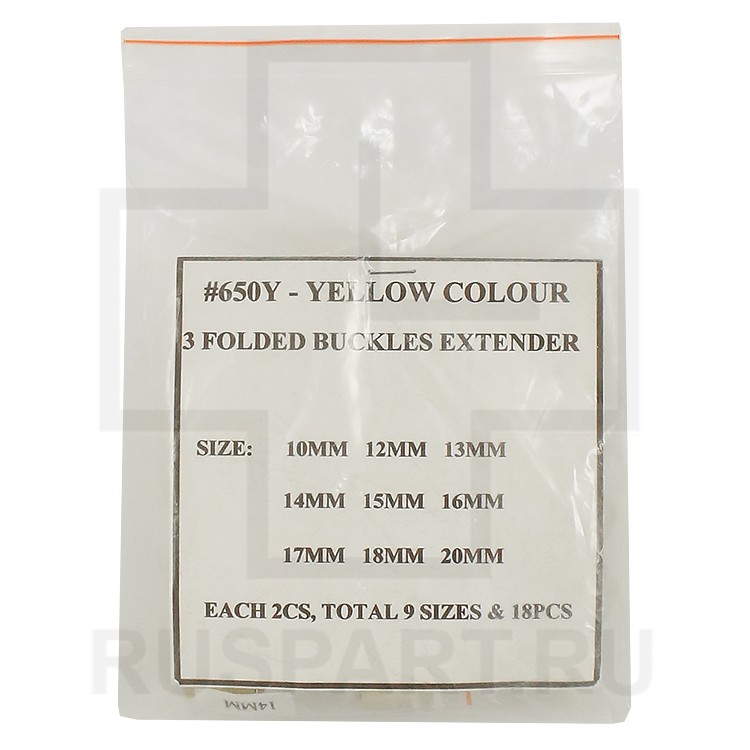 #650Y - YELLOW COLOUR
3 FOLDED BUCKLES EXTENDER
SIZE: 10MM 12MM 13MM
14MM 15MM 16MM
17MM 18MM 20MM
EACH 2CS, TOTAL 9 SIZES & 18PCS
RUSPART.RU
14MM